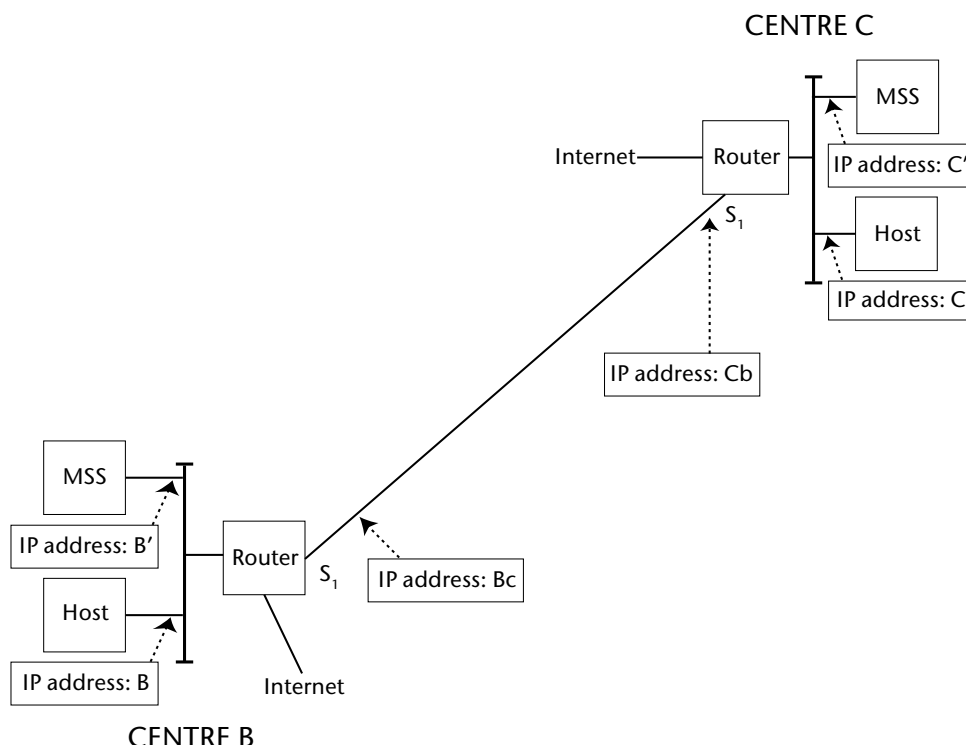 CENTRE C
MSS
Internet
Router
IP address: C'
S1
Host
IP address: C
IP address: Cb
MSS
IP address: B'
Router
S1
IP address: Bc
Host
IP address: B
Internet
CENTRE B